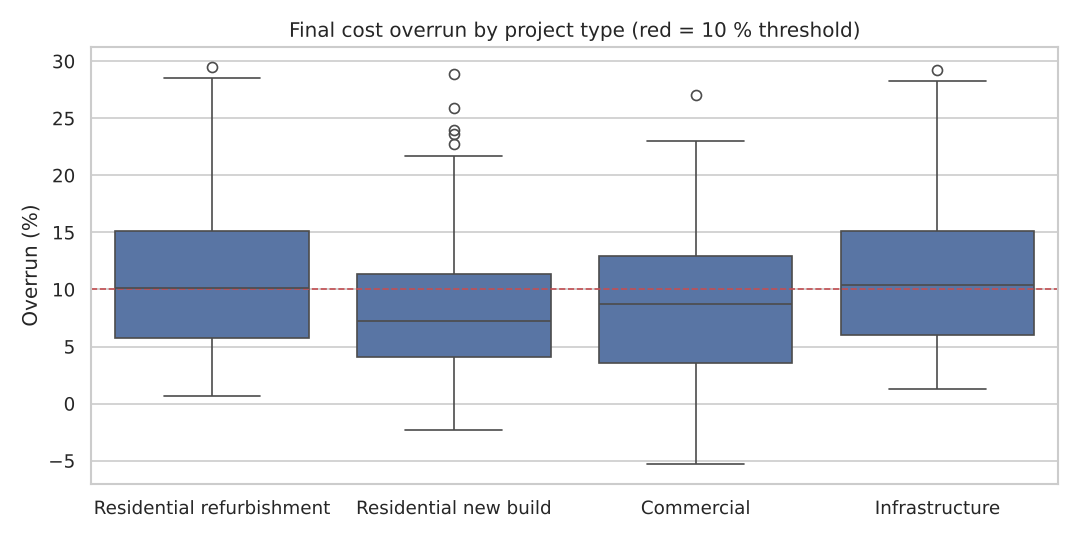 Final cost overrun by project type (red = 10 % threshold)
Overrun (%)
30
25
20
15
10
5
0
−5
Residential refurbishment
Residential new build
Commercial
Infrastructure